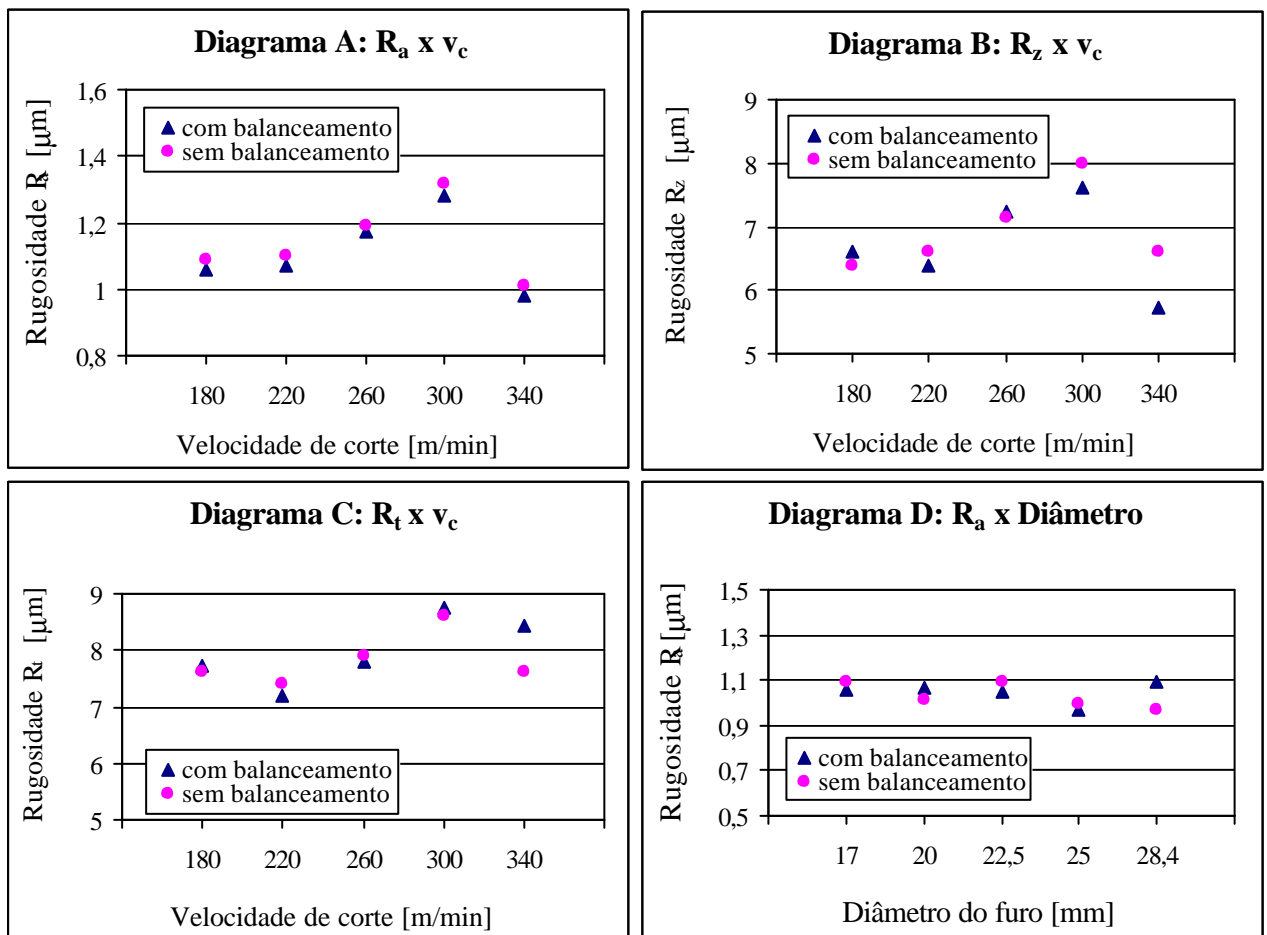 Diagrama A: Ra x vc
Rugosidade Ra [µm]
1,6
1,4
1,2
1
0,8
com balanceamento
sem balanceamento
180 220 260 300 340
Velocidade de corte [m/min]
Diagrama B: Rz x vc
Rugosidade Rz [µm]
9
8
7
6
5
com balanceamento
sem balanceamento
180 220 260 300 340
Velocidade de corte [m/min]
Diagrama C: Rt x vc
Rugosidade Rt [µm]
9
8
7
6
5
com balanceamento
sem balanceamento
180 220 260 300 340
Velocidade de corte [m/min]
Diagrama D: Ra x Diâmetro
Rugosidade Ra [µm]
1,5
1,3
1,1
0,9
0,7
0,5
com balanceamento
sem balanceamento
17 20 22,5 25 28,4
Diâmetro do furo [mm]